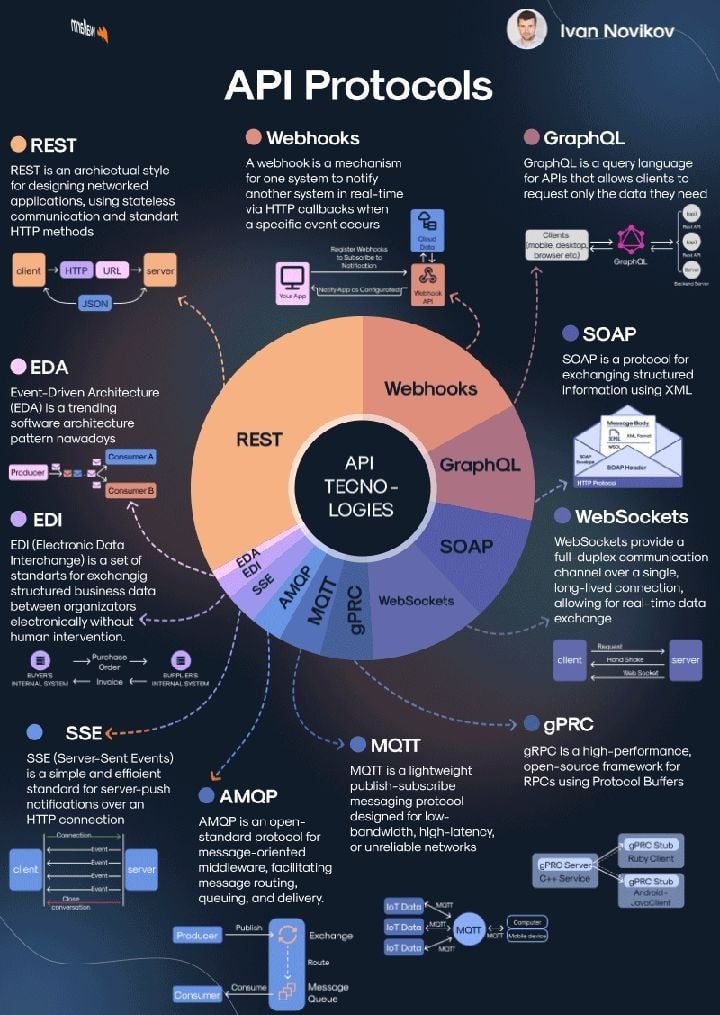 wallarm
Ivan Novikov
API Protocols
REST
REST is an archiectual style
for designing networked
applications, using stateless
communication and standart
HTTP methods
client
HTTP
URL
server
JSON
Webhooks
A webhook is a mechanism
for one system to notify
another system in real-time
via HTTP callbacks when
a specific event occurs
Cloud
Data
Register Webhooks
to Subscribe to
Notification
Your App
Notify App as Configurated
Webhook
API
GraphQL
GraphQL is a query language
for APIs that allows clients to
request only the data they need
Clients
(mobile, desktop,
browser etc)
GraphQL
Rest API
Rest API
Backend Server
SOAP
SOAP is a protocol for
exchanging structured
information using XML
Message Body
XML
XML Format
WSDL
SOAP
Envelope
SOAP Header
HTTP Protocol
EDA
Event-Driven Architecture
(EDA) is a trending
software architecture
pattern nawadays
Producer
Consumer A
Consumer B
EDI
EDI (Electronic Data
Interchange) is a set of
standarts for exchangig
structured business data
between organizators
electronically without
human intervention.
Purchase
Order
Invoice
BUYER'S
INTERNAL SYSTEM
SUPPLIER'S
INTERNAL SYSTEM
REST
Webhooks
GraphQL
SOAP
WebSockets
gPRC
MQTT
AMQP
SSE
EDI
EDA
API
TECNO-
LOGIES
WebSockets
WebSockets provide a
full-duplex communication
channel over a single,
long-lived connection,
allowing for real-time data
exchange
client
Request
Hand Shake
Web Socket
server
SSE
SSE (Server-Sent Events)
is a simple and efficient
standard for server-push
notifications over an
HTTP connection
client
Connection
Event
Event
Event
Event
Close
conversation
server
AMQP
AMQP is an open-
standard protocol for
message-oriented
middleware, facilitating
message routing,
queuing, and delivery.
Producer
Publish
Exchange
Route
Consumer
Consume
Message
Queue
MQTT
MQTT is a lightweight
publish-subscribe
messaging protocol
designed for low-
bandwidth, high-latency,
or unreliable networks
IoT Data
IoT Data
IoT Data
MQTT
MQTT
MQTT
MQTT
MQTT
Computer
Mobile device
gPRC
gRPC is a high-performance,
open-source framework for
RPCs using Protocol Buffers
gPRC Server
C++ Service
gPRC Stub
Ruby Client
gPRC Stub
Android-
Java Client